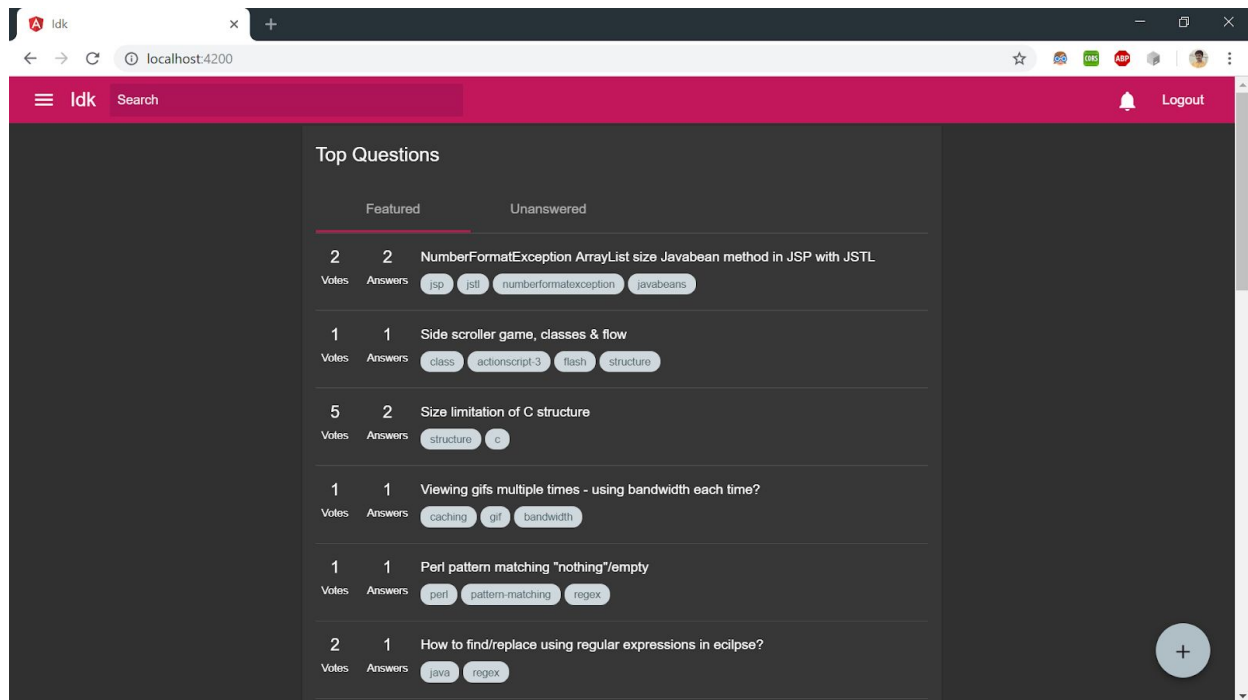 Idk
localhost:4200
CORS
ABP
Idk Search Logout
Top Questions
Featured Unanswered
2 2 NumberFormatException ArrayList size Javabean method in JSP with JSTL
Votes Answers jsp jstl numberformatexception javabeans
1 1 Side scroller game, classes & flow
Votes Answers class actionscript-3 flash structure
5 2 Size limitation of C structure
Votes Answers structure c
1 1 Viewing gifs multiple times - using bandwidth each time?
Votes Answers caching gif bandwidth
1 1 Perl pattern matching "nothing"/empty
Votes Answers perl pattern-matching regex
2 1 How to find/replace using regular expressions in ecilpse?
Votes Answers java regex